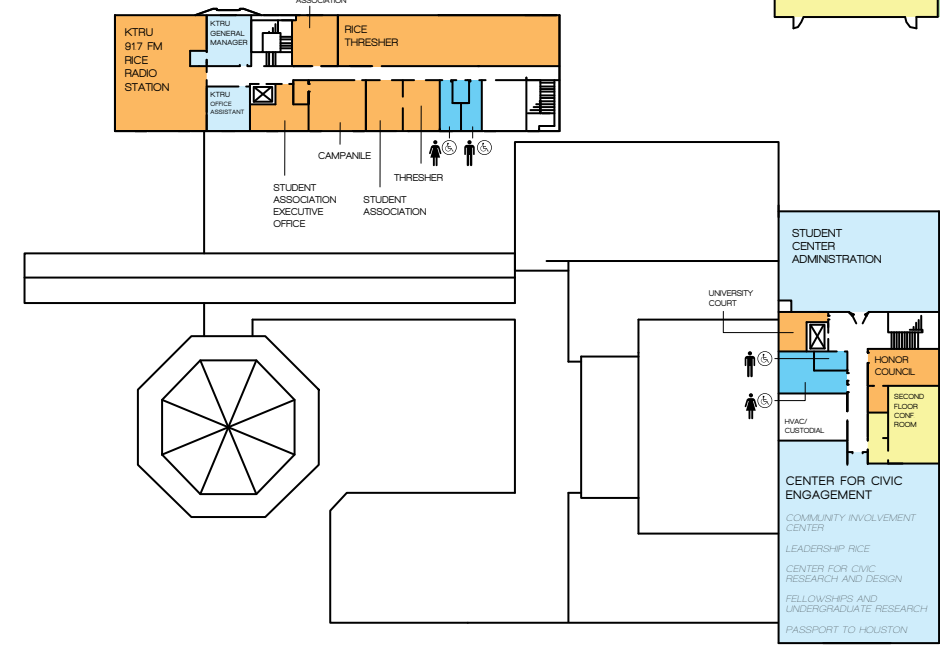 ASSOCIATION
KTRU
917 FM
RICE
RADIO
STATION
KTRU
GENERAL
MANAGER
RICE
THRESHER
KTRU
OFFICE
ASSISTANT
CAMPANILE
THRESHER
STUDENT
ASSOCIATION
EXECUTIVE
OFFICE
STUDENT
ASSOCIATION
STUDENT
CENTER
ADMINISTRATION
UNIVERSITY
COURT
HONOR
COUNCIL
SECOND
FLOOR
CONF
ROOM
HVAC/
CUSTODIAL
CENTER FOR CIVIC
ENGAGEMENT
COMMUNITY INVOLVEMENT
CENTER
LEADERSHIP RICE
CENTER FOR CIVIC
RESEARCH AND DESIGN
FELLOWSHIPS AND
UNDERGRADUATE RESEARCH
PASSPORT TO HOUSTON